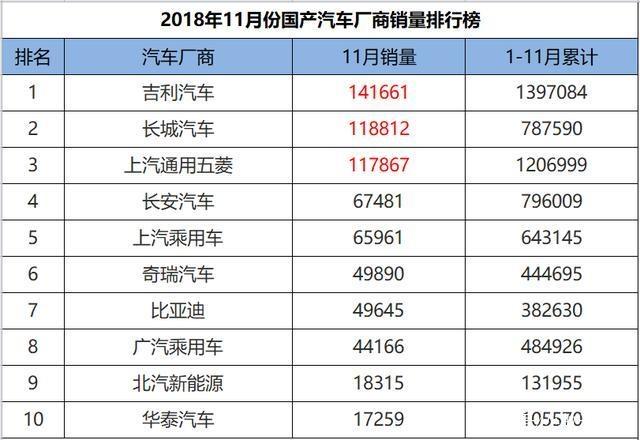 2018年11月份国产汽车厂商销量排行榜
排名 汽车厂商 11月销量 1-11月累计
1 吉利汽车 141661 1397084
2 长城汽车 118812 787590
3 上汽通用五菱 117867 1206999
4 长安汽车 67481 796009
5 上汽乘用车 65961 643145
6 奇瑞汽车 49890 444695
7 比亚迪 49645 382630
8 广汽乘用车 44166 484926
9 北汽新能源 18315 131955
10 华泰汽车 17259 105570